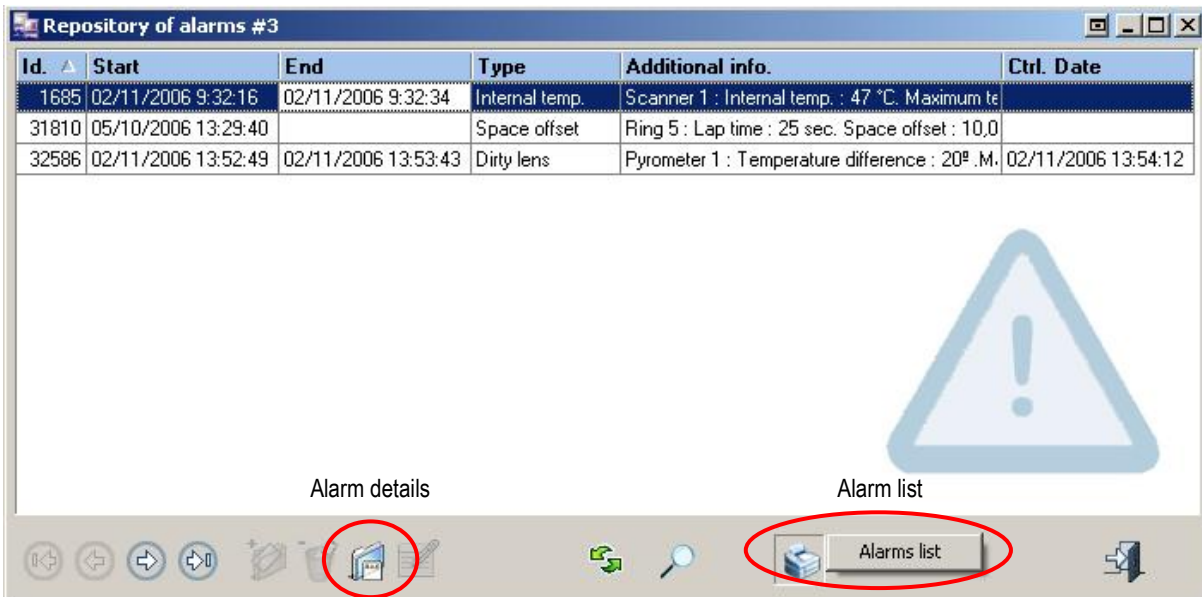 Repository of alarms #3
Id. Start End Type Additional info. Ctrl. Date
1685 02/11/2006 9:32:16 02/11/2006 9:32:34 Internal temp. Scanner 1 : Internal temp. : 47 °C. Maximum te
31810 05/10/2006 13:29:40 Space offset Ring 5 : Lap time : 25 sec. Space offset : 10,0
32586 02/11/2006 13:52:49 02/11/2006 13:53:43 Dirty lens Pyrometer 1 : Temperature difference : 20º .M. 02/11/2006 13:54:12
Alarm details Alarm list
Alarms list